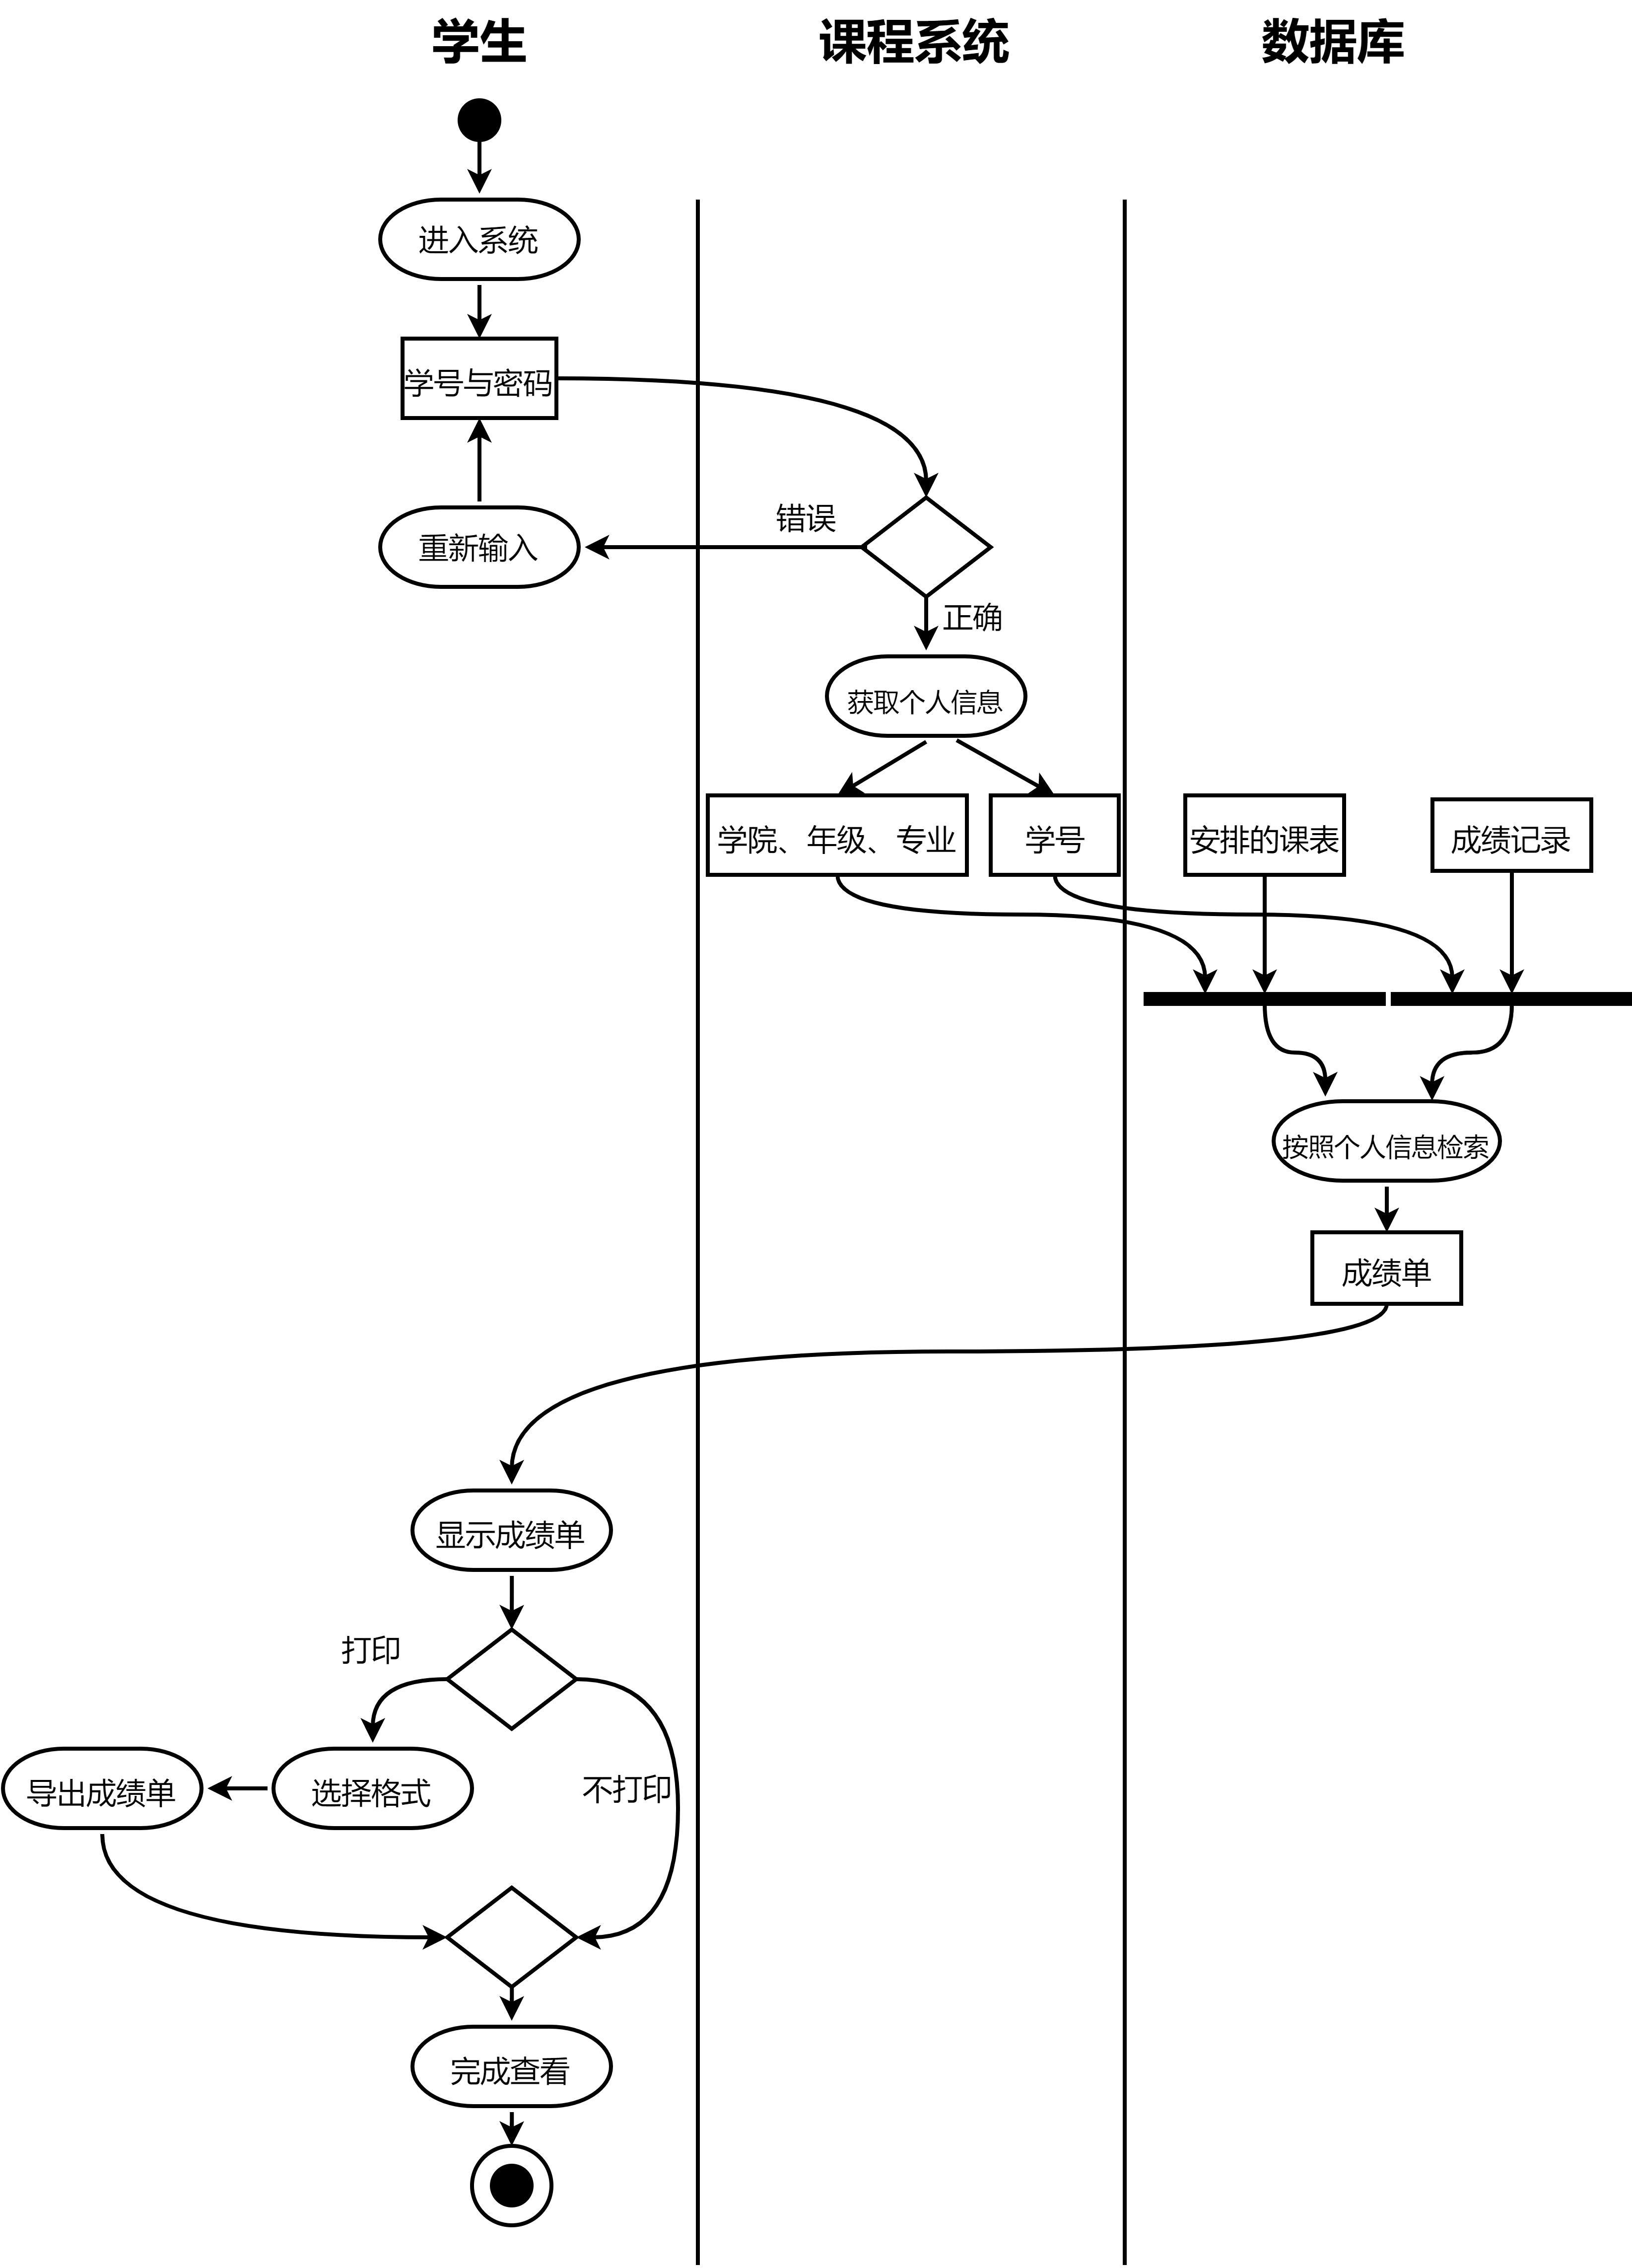 学生
课程系统
数据库
进入系统
学号与密码
错误
重新输入
正确
获取个人信息
学院、年级、专业
学号
安排的课表
成绩记录
按照个人信息检索
成绩单
显示成绩单
打印
不打印
导出成绩单
选择格式
完成查看